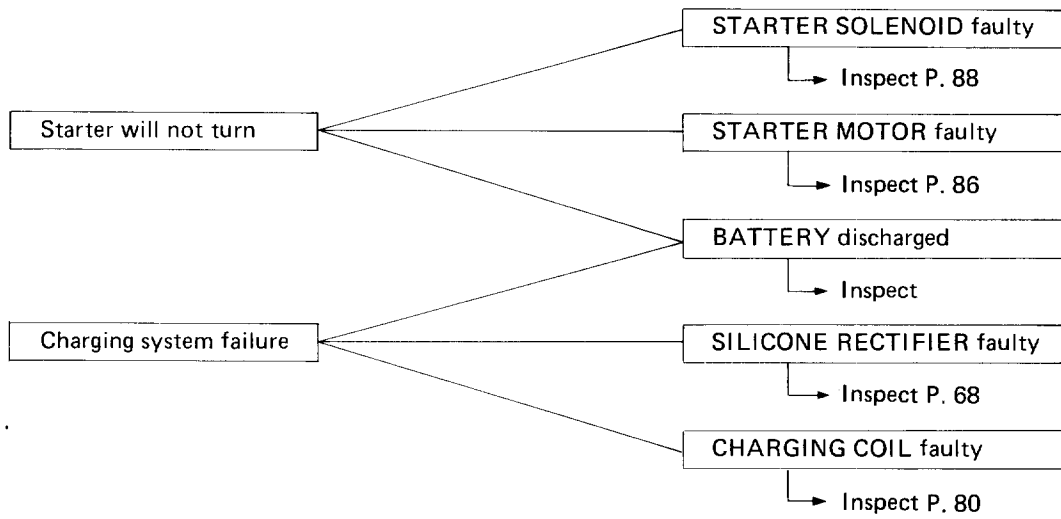 STARTER SOLENOID faulty
Inspect P. 88
Starter will not turn
STARTER MOTOR faulty
Inspect P. 86
BATTERY discharged
Inspect
Charging system failure
SILICONE RECTIFIER faulty
Inspect P. 68
CHARGING COIL faulty
Inspect P. 80